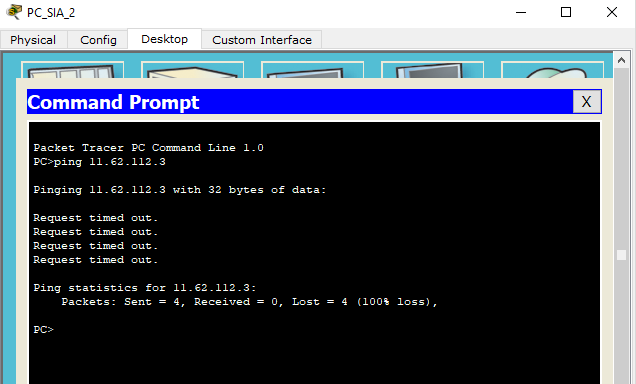 PC_SIA_2
Physical Config Desktop Custom Interface
Command Prompt X
Packet Tracer PC Command Line 1.0
PC>ping 11.62.112.3
Pinging 11.62.112.3 with 32 bytes of data:
Request timed out.
Request timed out.
Request timed out.
Request timed out.
Ping statistics for 11.62.112.3:
Packets: Sent = 4, Received = 0, Lost = 4 (100% loss),
PC>